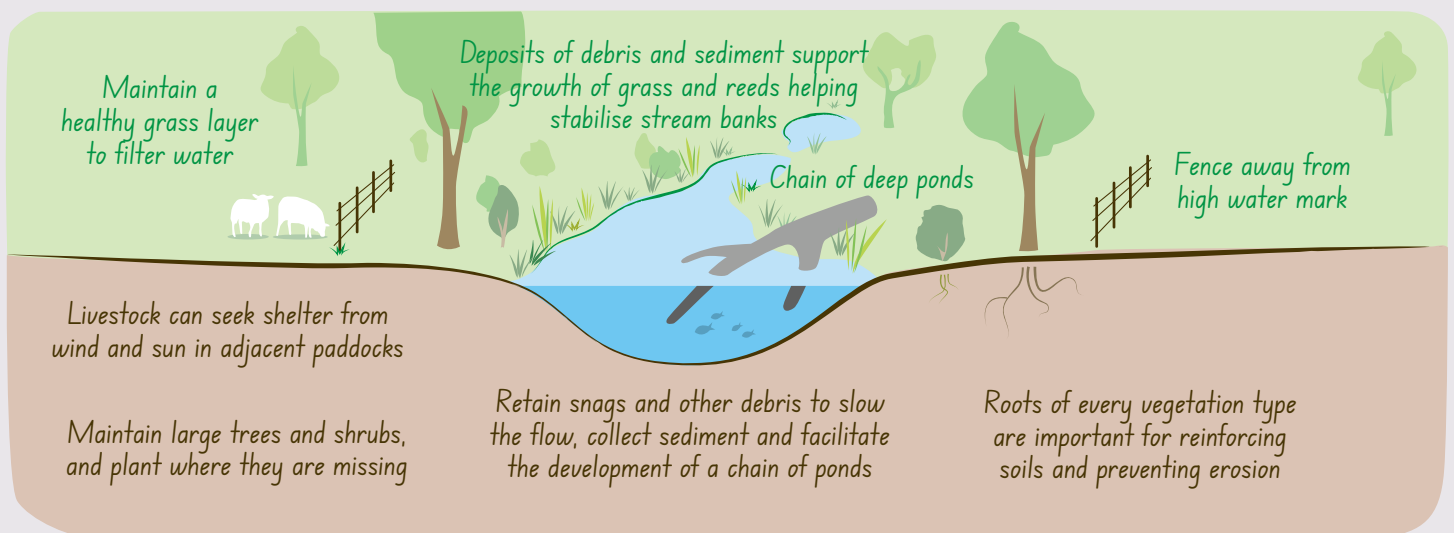 Maintain a
healthy grass layer
to filter water
Deposits of debris and sediment support
the growth of grass and reeds helping
stabilise stream banks
Chain of deep ponds
Fence away from
high water mark
Livestock can seek shelter from
wind and sun in adjacent paddocks
Maintain large trees and shrubs,
and plant where they are missing
Retain snags and other debris to slow
the flow, collect sediment and facilitate
the development of a chain of ponds
Roots of every vegetation type
are important for reinforcing
soils and preventing erosion